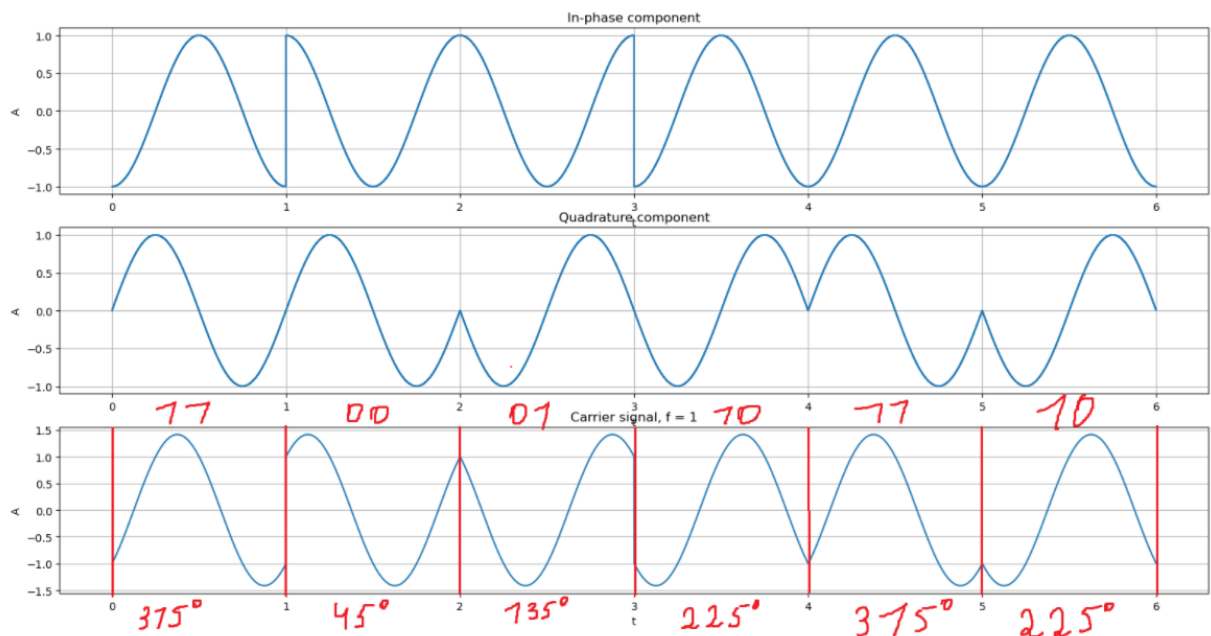 In-phase component
1.0
0.5
A 0.0
−0.5
−1.0
0 1 2 3 4 5 6
Quadrature component
1.0
0.5
A 0.0
−0.5
−1.0
0 1 2 3 4 5 6
11 00 01 10 11 10
Carrier signal, f = 1
1.5
1.0
0.5
A 0.0
−0.5
−1.0
−1.5
0 1 2 3 4 5 6
t
315° 45° 135° 225° 315° 225°